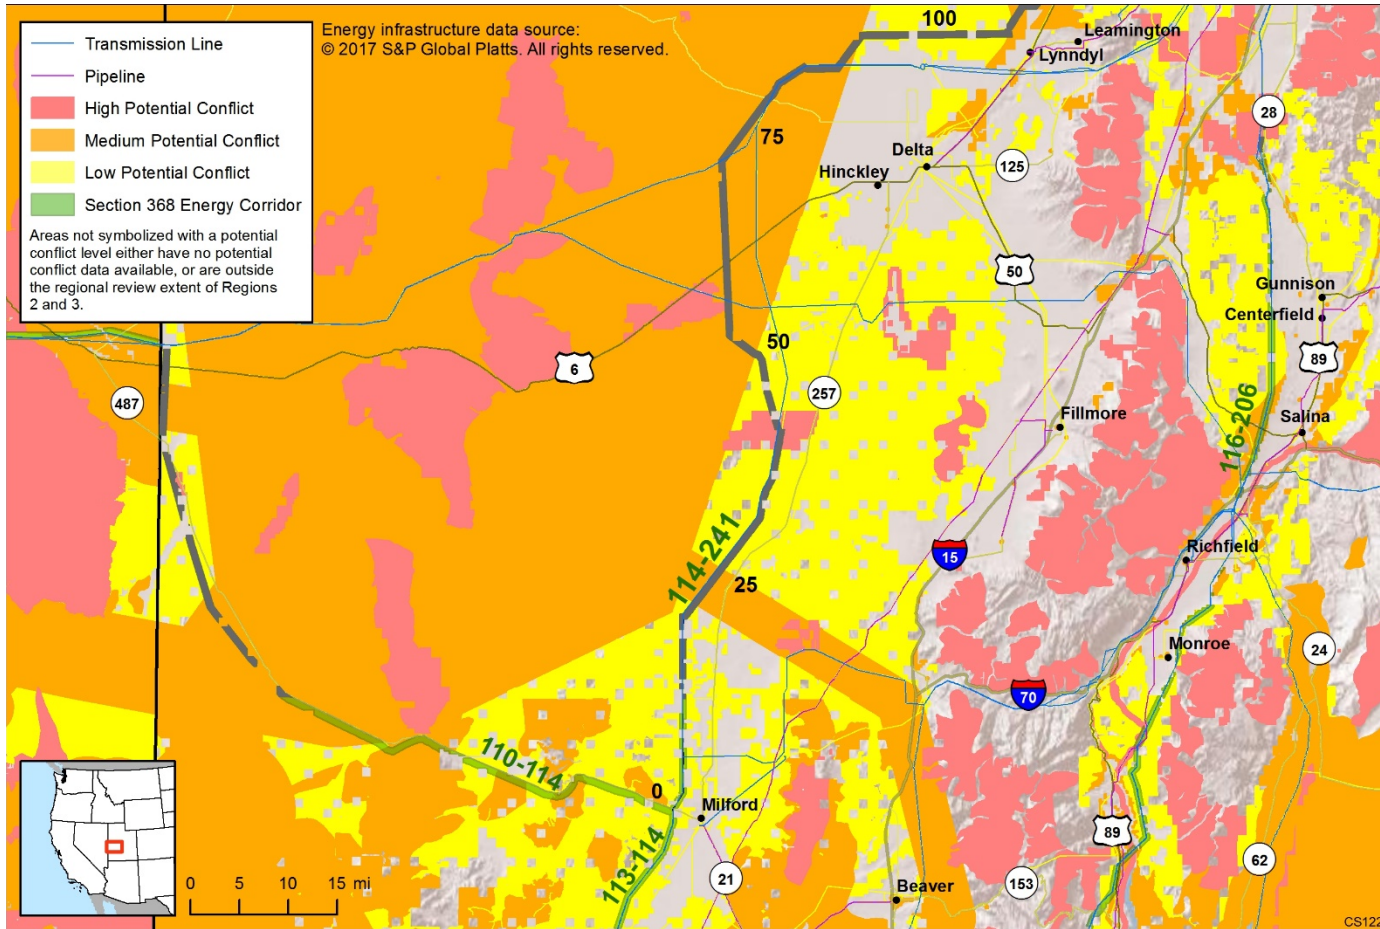 Transmission Line
Pipeline
High Potential Conflict
Medium Potential Conflict
Low Potential Conflict
Section 368 Energy Corridor
Areas not symbolized with a potential
conflict level either have no potential
conflict data available, or are outside
the regional review extent of Regions
2 and 3.
Energy infrastructure data source:
© 2017 S&P Global Platts. All rights reserved.
100
Leamington
Lynndyl
28
75
Delta
125
Hinckley
50
Gunnison
Centerfield
50
6
89
487
257
Fillmore
Salina
116-206
114-241
15
Richfield
25
Monroe
24
70
110-114
0
Milford
89
113-114
21
Beaver
153
62
0 5 10 15 mi
CS122